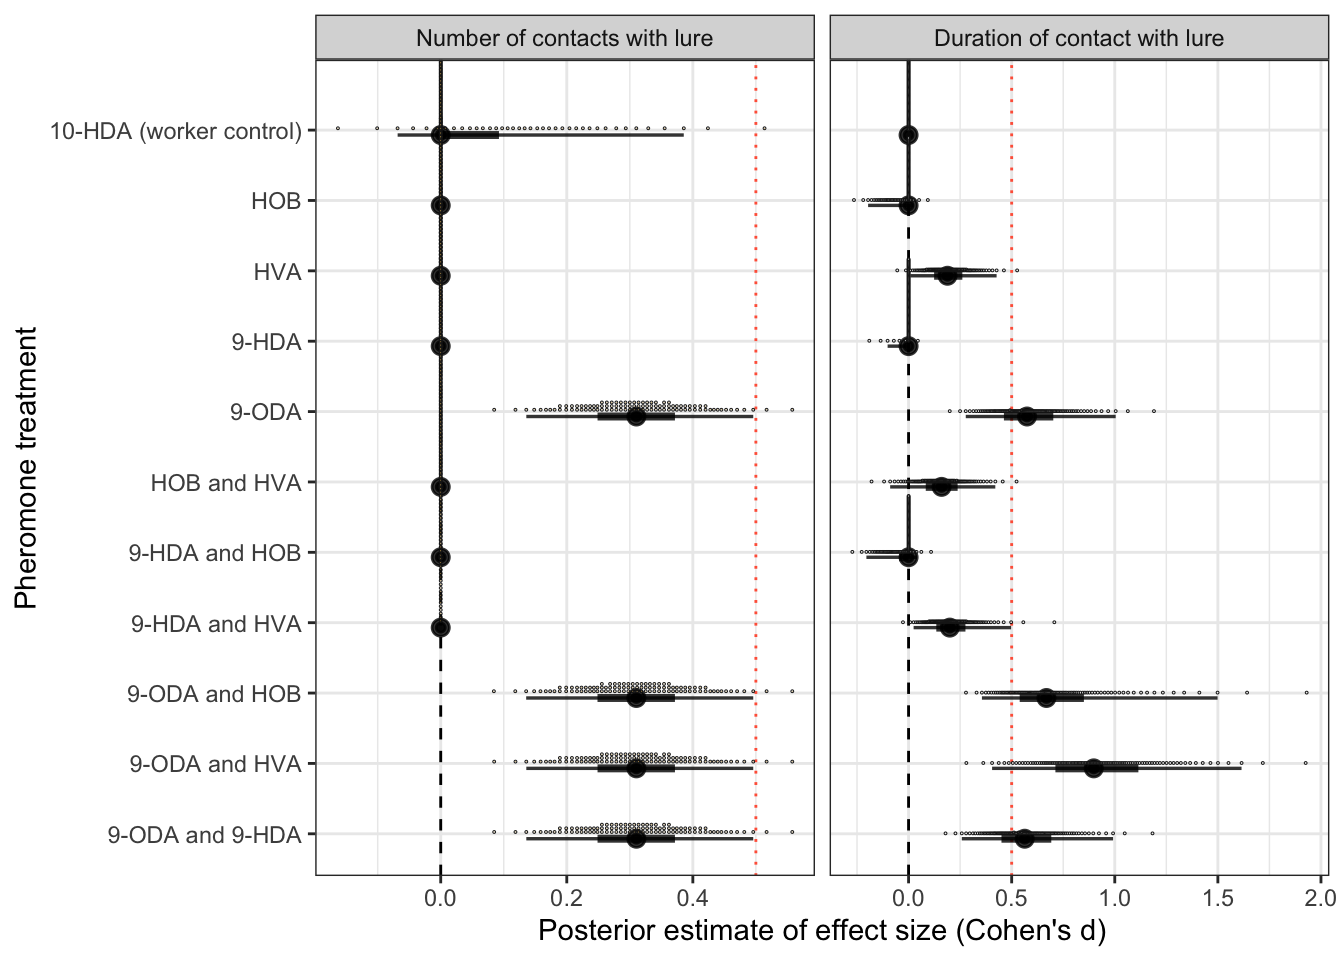 Number of contacts with lure
Duration of contact with lure
Pheromone treatment
10-HDA (worker control)
HOB
HVA
9-HDA
9-ODA
HOB and HVA
9-HDA and HOB
9-HDA and HVA
9-ODA and HOB
9-ODA and HVA
9-ODA and 9-HDA
0.0 0.2 0.4
0.0 0.5 1.0 1.5 2.0
Posterior estimate of effect size (Cohen's d)